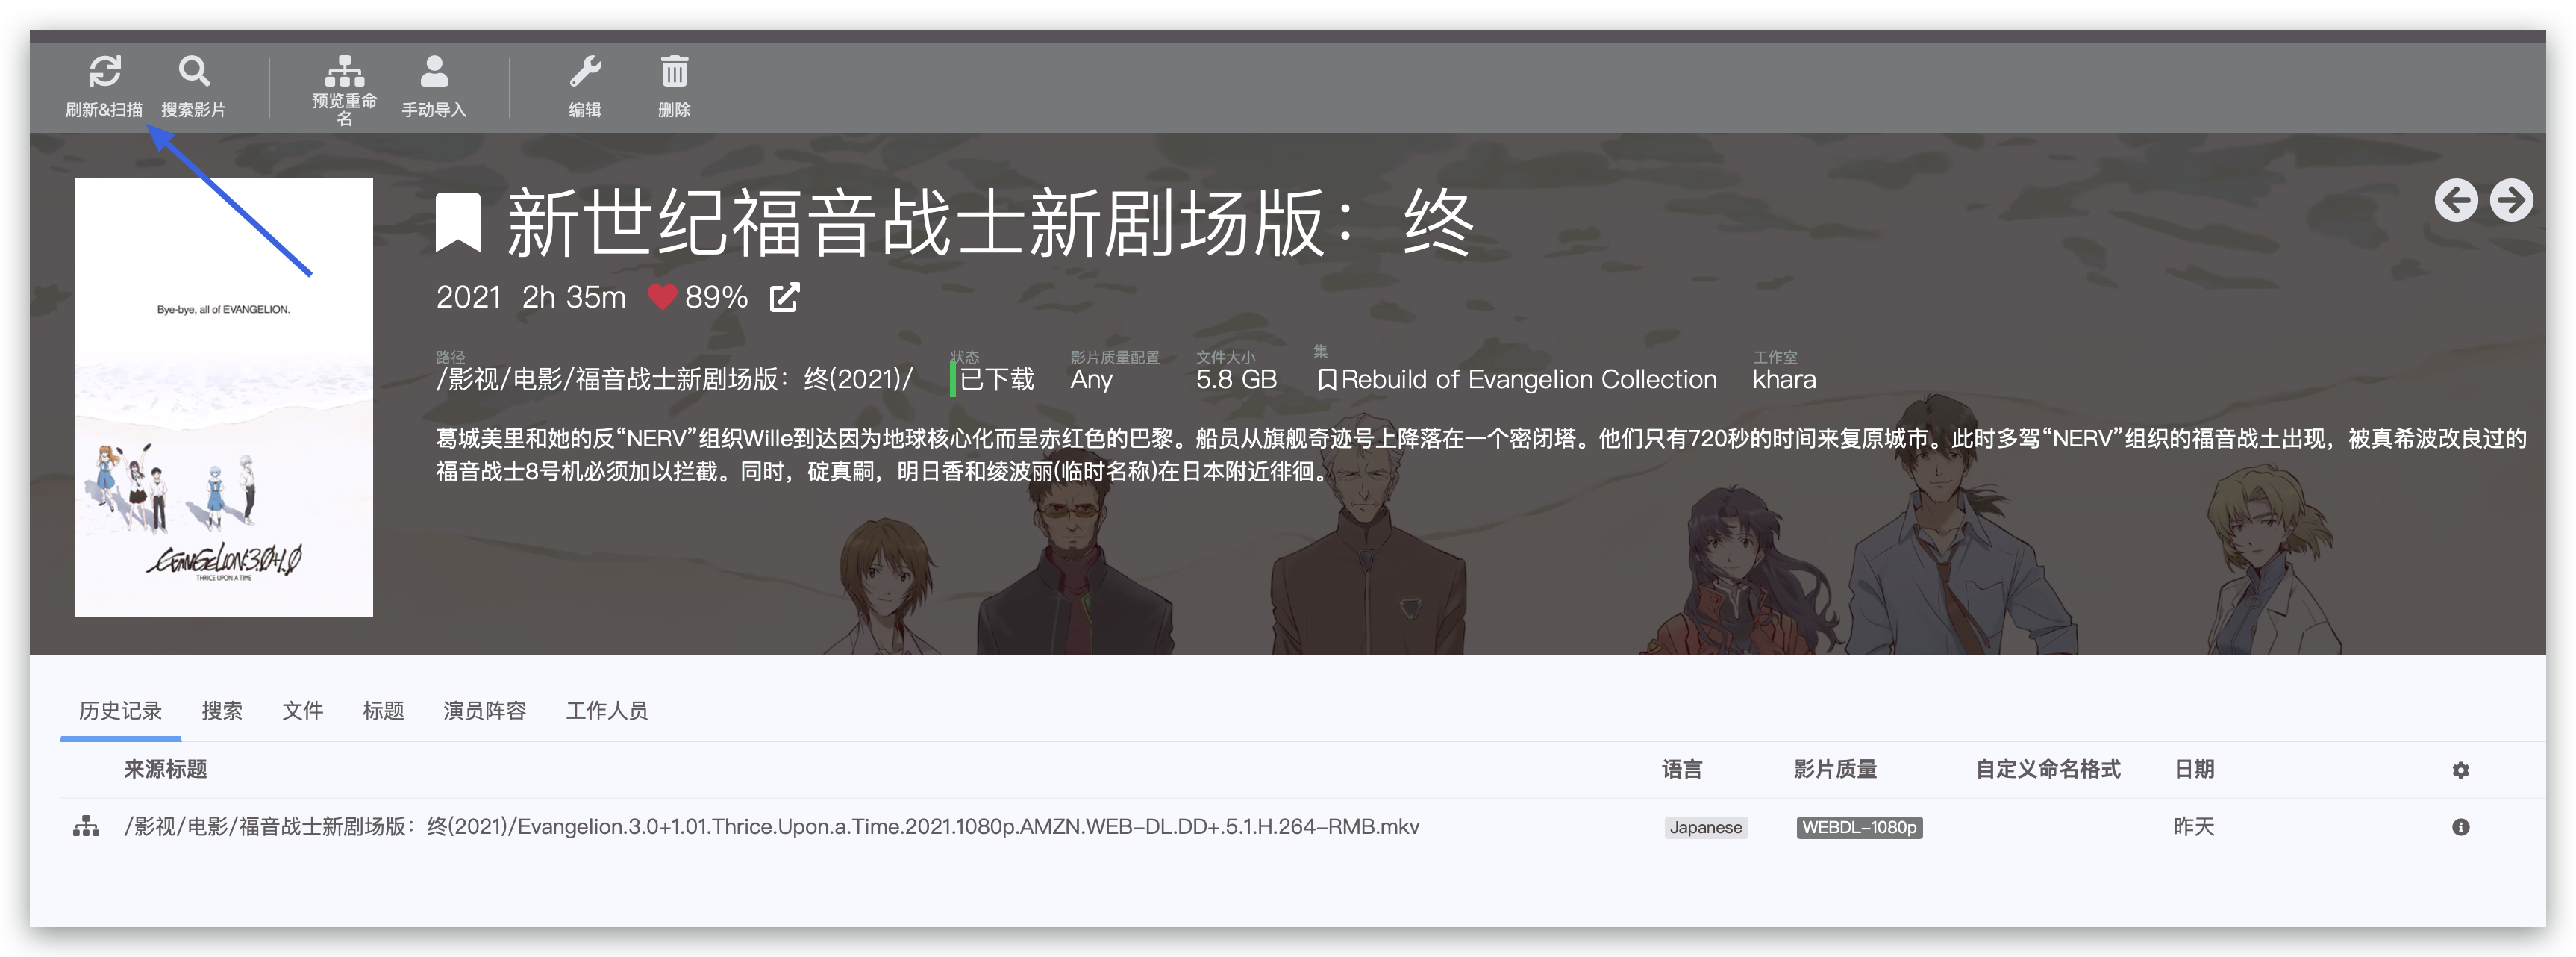 刷新&扫描
搜索影片
预览重命
名
手动导入
编辑
删除
Bye-bye, all of EVANGELION.
EVANGELION:3.0+1.0
THRICE UPON A TIME
新世纪福音战士新剧场版：终
2021 2h 35m 89%
路径
/影视/电影/福音战士新剧场版：终(2021)/
状态
已下载
影片质量配置
Any
文件大小
5.8 GB
集
Rebuild of Evangelion Collection
工作室
khara
葛城美里和她的反“NERV”组织Wille到达因为地球核心化而呈赤红色的巴黎。船员从旗舰奇迹号上降落在一个密闭塔。他们只有720秒的时间来复原城市。此时多驾“NERV”组织的福音战土出现，被真希波改良过的
福音战士8号机必须加以拦截。同时，碇真嗣，明日香和绫波丽(临时名称)在日本附近徘徊。
历史记录 搜索 文件 标题 演员阵容 工作人员
来源标题 语言 影片质量 自定义命名格式 日期
/影视/电影/福音战士新剧场版：终(2021)/Evangelion.3.0+1.01.Thrice.Upon.a.Time.2021.1080p.AMZN.WEB-DL.DD+.5.1.H.264-RMB.mkv Japanese WEBDL-1080p 昨天